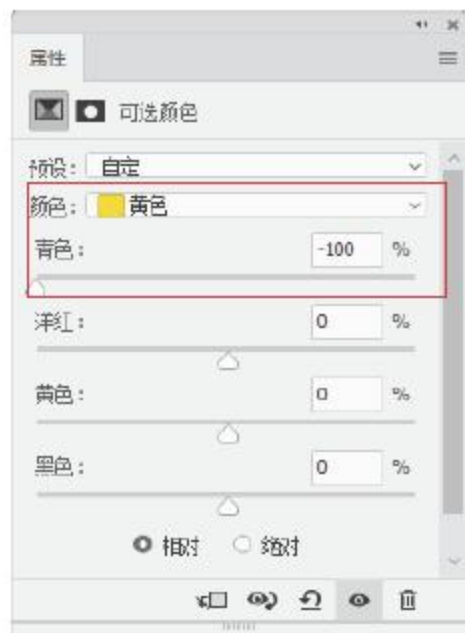 属性
可选颜色
预设： 自定
颜色： 黄色
青色： -100 %
洋红： 0 %
黄色： 0 %
黑色： 0 %
相对 绝对